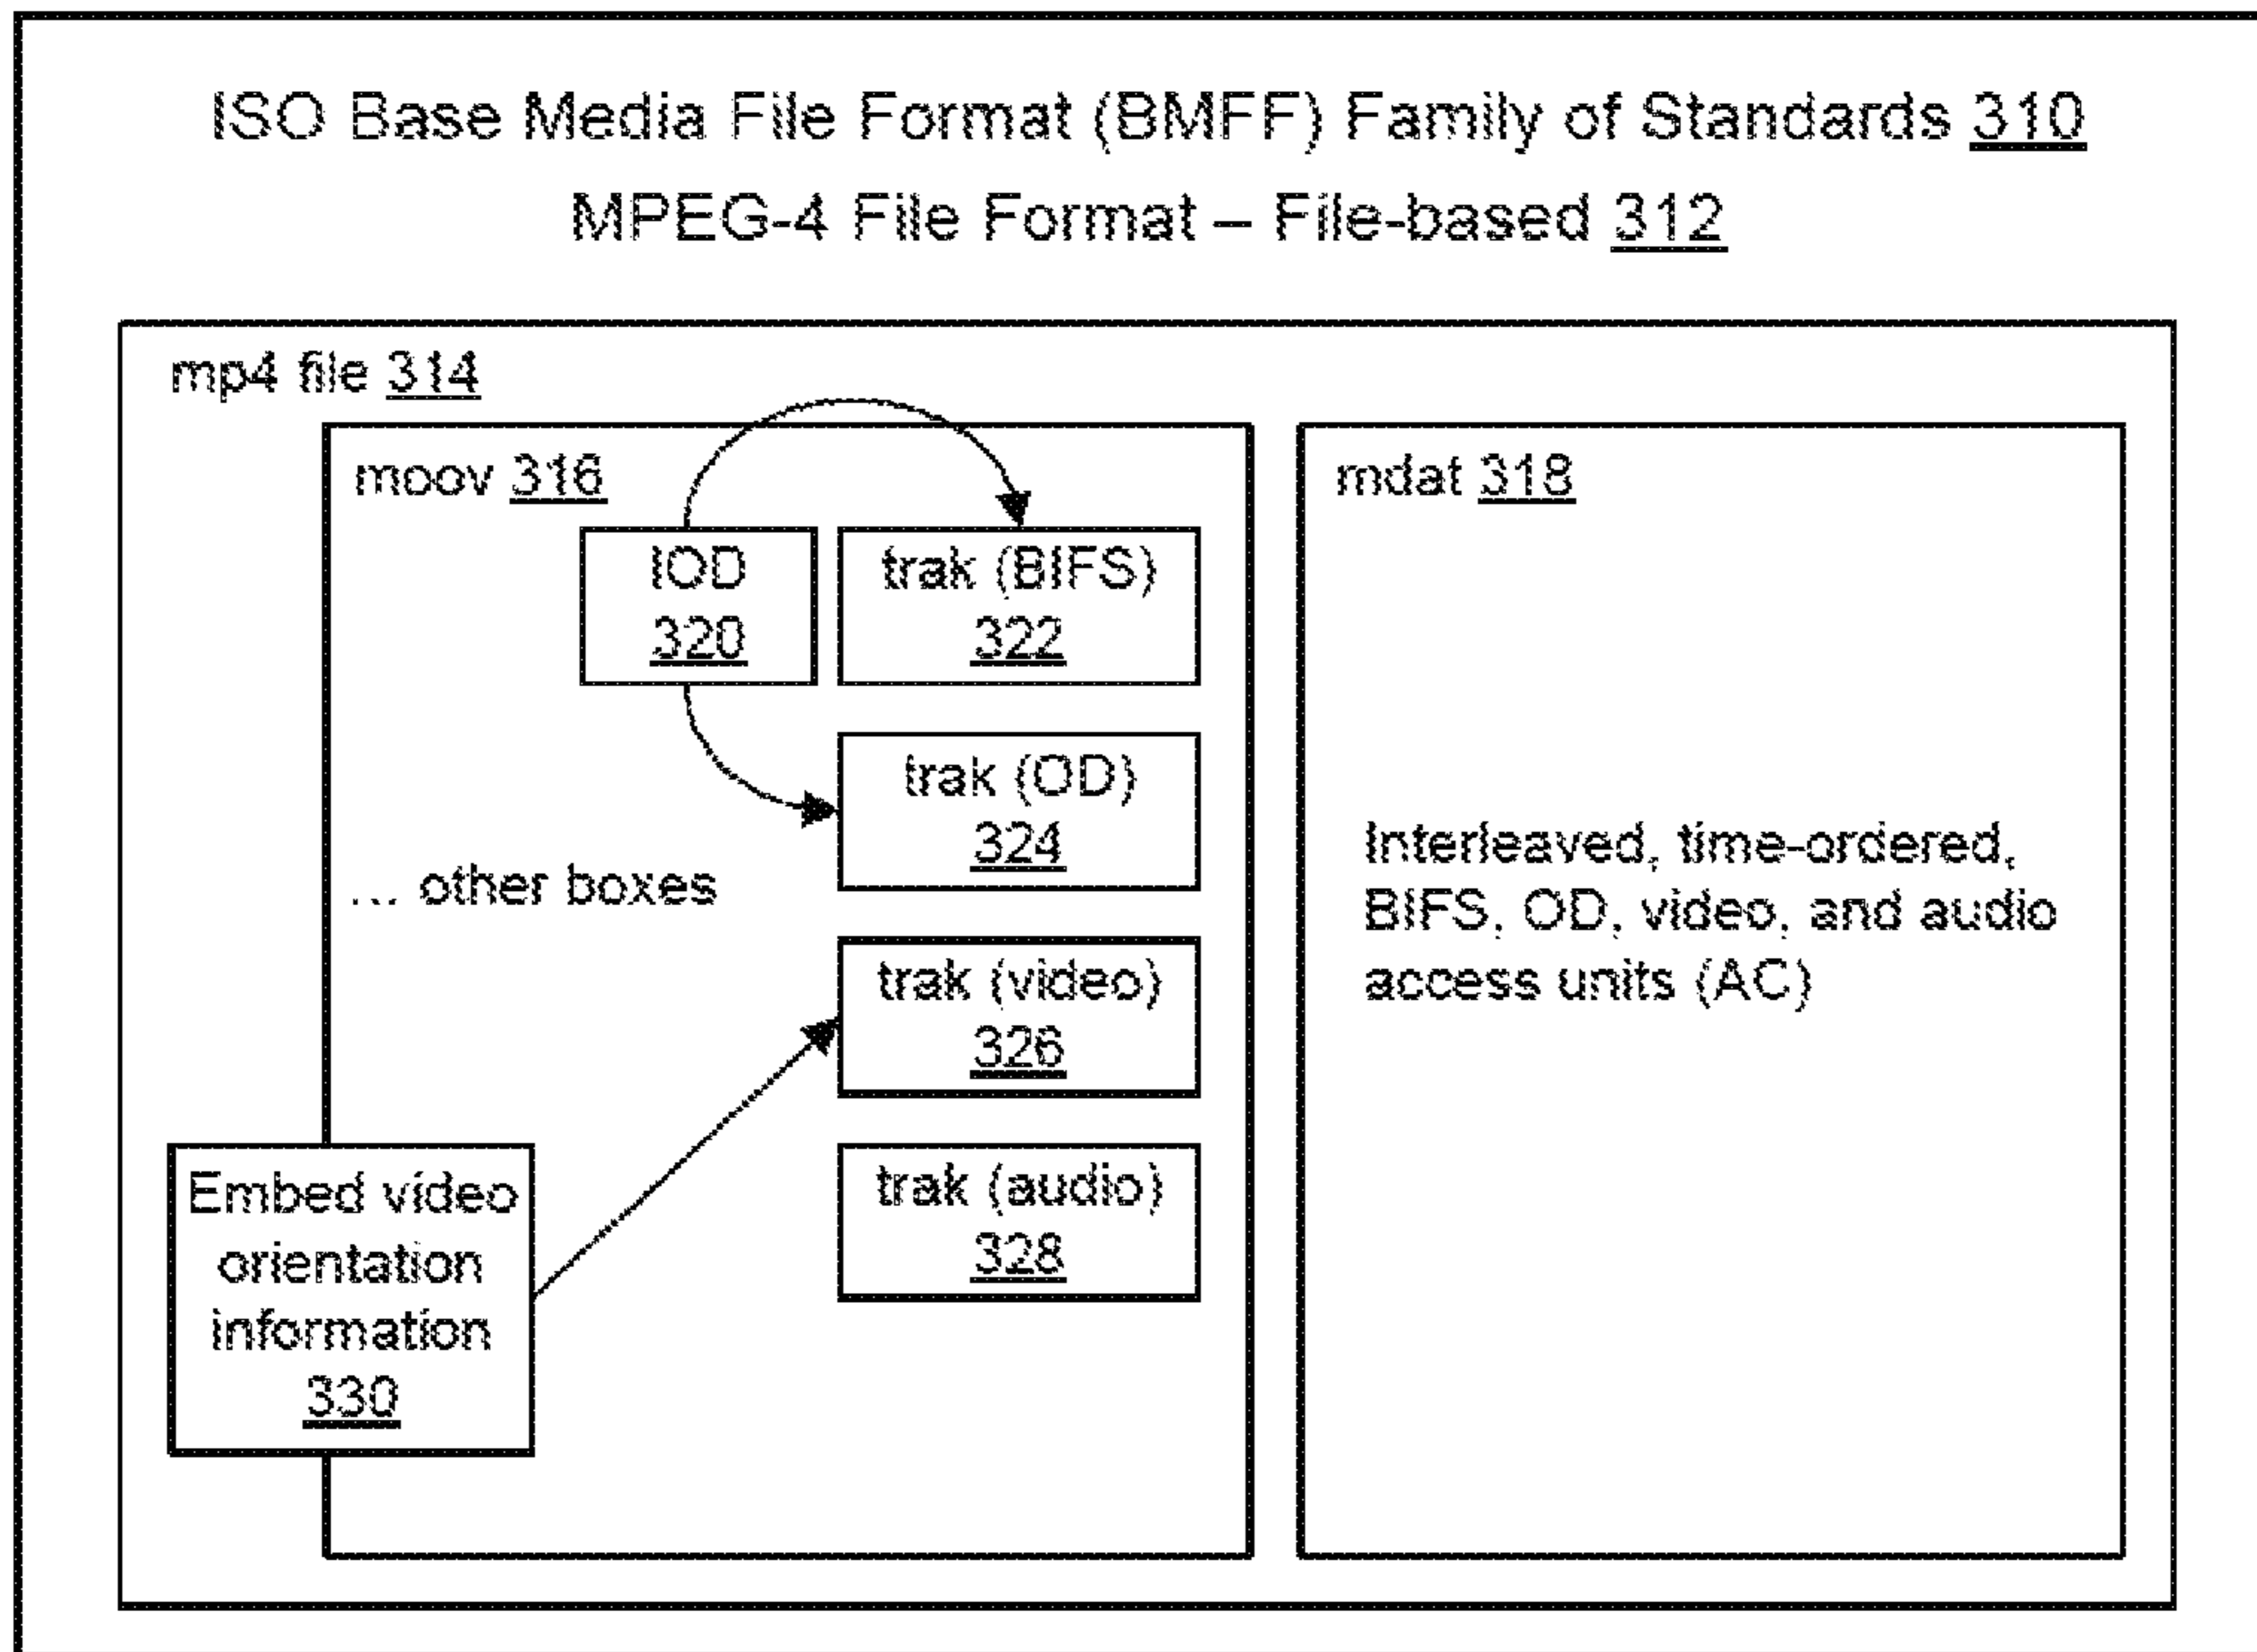 ISO Base Media File Format (BMFF) Family of Standards 310
MPEG-4 File Format – File-based 312
mp4 file 314
moov 316
IOD
320
trak (BIFS)
322
trak (OD)
324
... other boxes
trak (video)
326
trak (audio)
328
Embed video
orientation
information
330
mdat 318
Interleaved, time-ordered,
BIFS, OD, video, and audio
access units (AC)